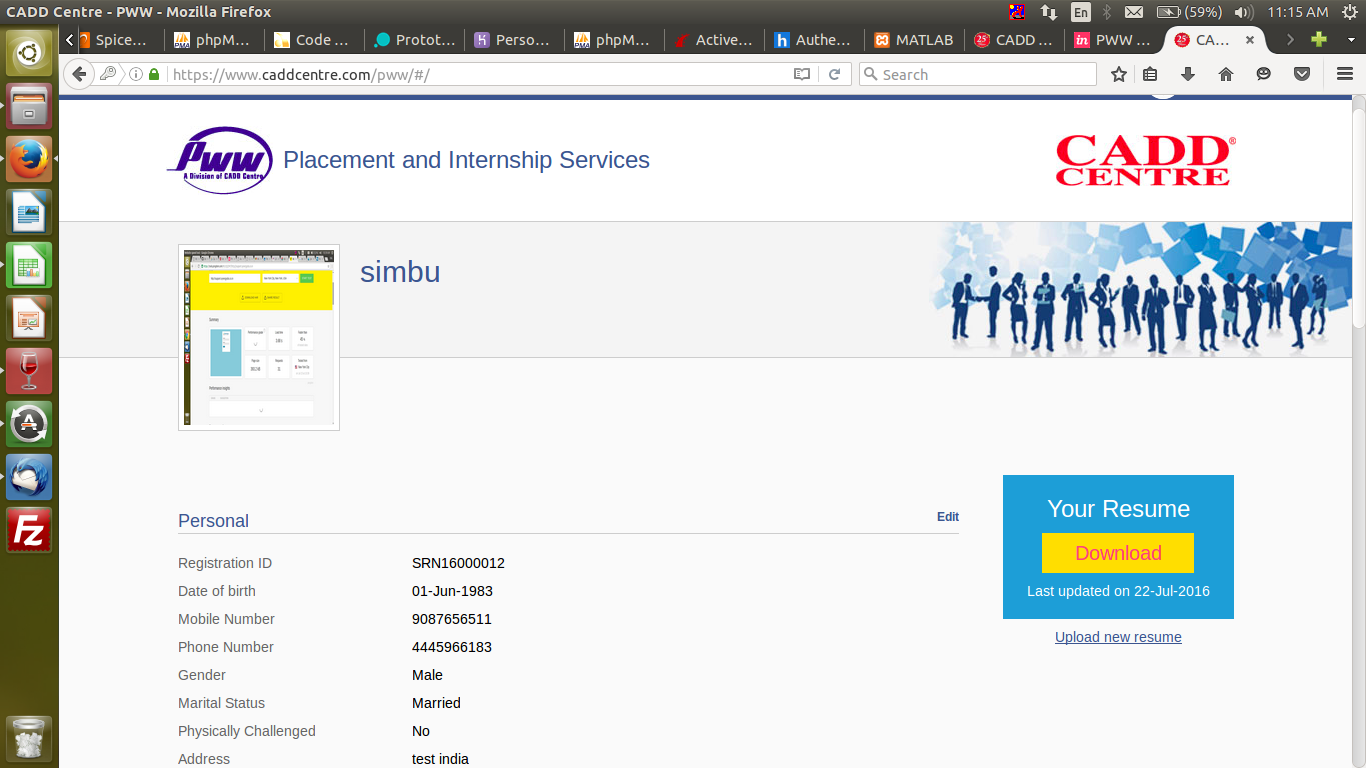 CADD Centre - PWW - Mozilla Firefox
En
(59%)
11:15 AM
Spice...
phpM...
Code ...
Protot...
Perso...
phpM...
Active...
Authe...
MATLAB
CADD ...
PWW ...
CA...
https://www.caddcentre.com/pww/#/
Search
PWW
A Division of CADD Centre
Placement and Internship Services
CADD
CENTRE
simbu
Personal
Edit
Registration ID SRN16000012
Date of birth 01-Jun-1983
Mobile Number 9087656511
Phone Number 4445966183
Gender Male
Marital Status Married
Physically Challenged No
Address test india
Your Resume
Download
Last updated on 22-Jul-2016
Upload new resume